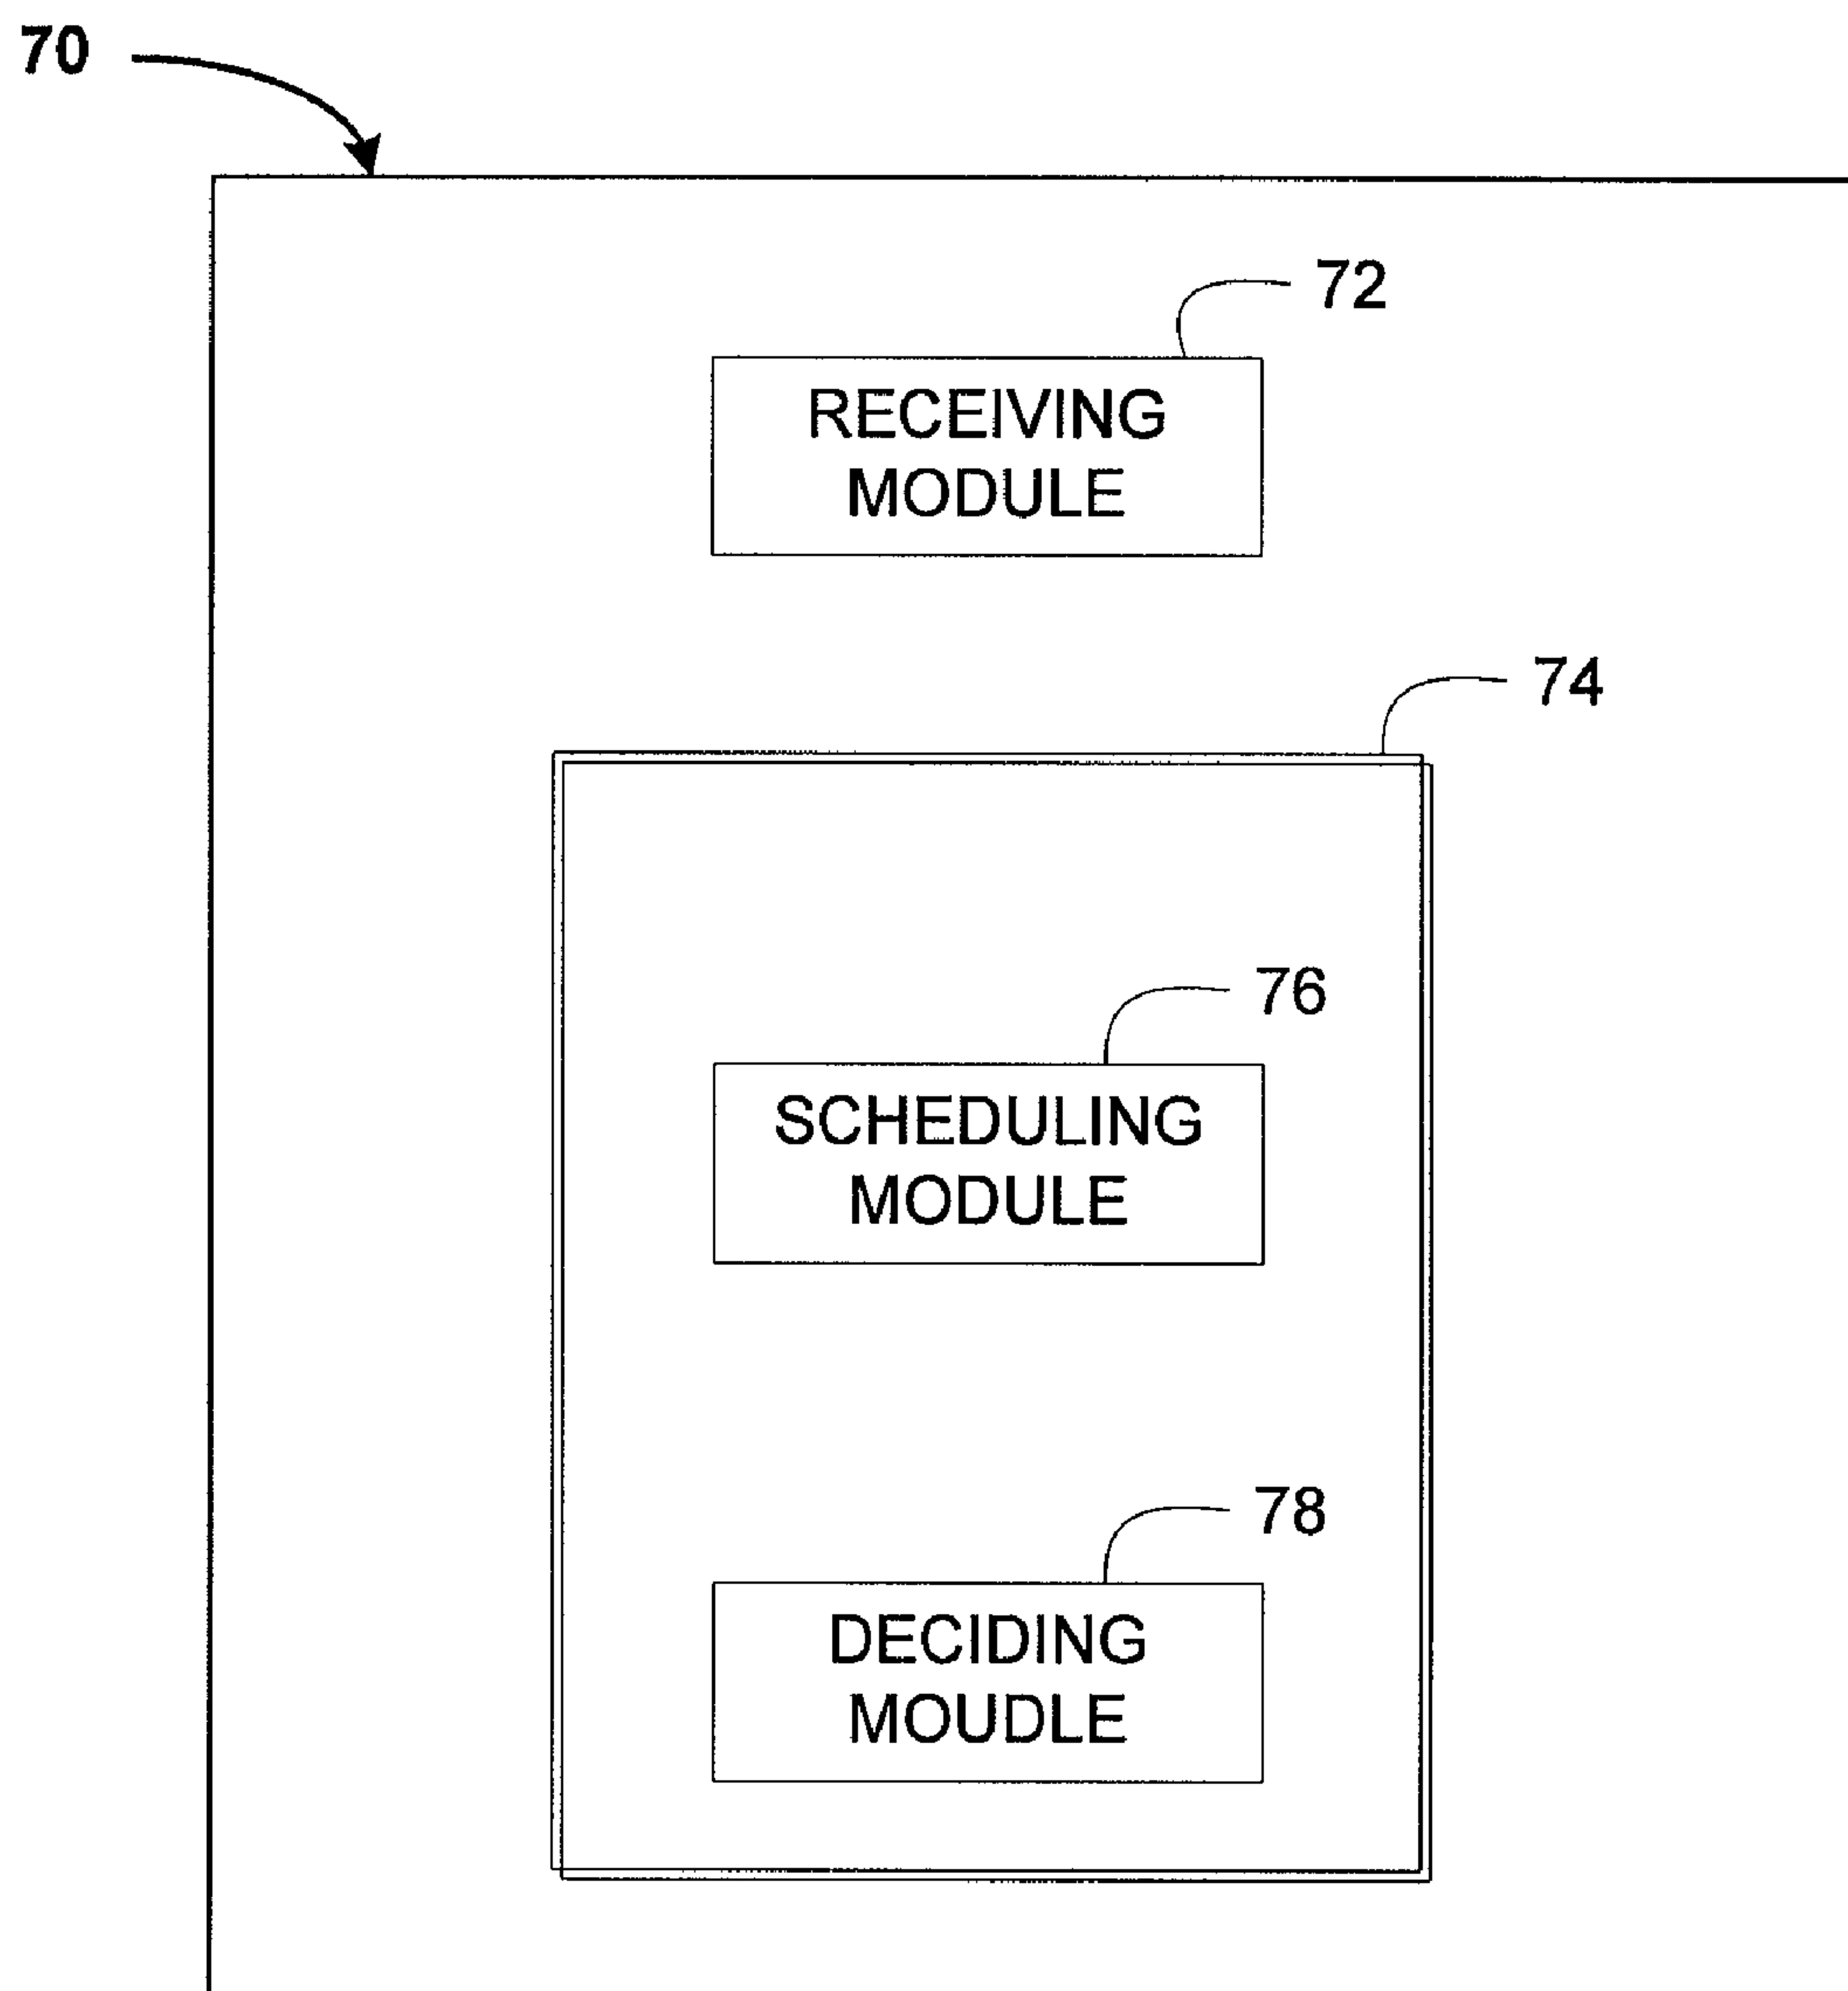 70
72
RECEIVING
MODULE
74
76
SCHEDULING
MODULE
78
DECIDING
MOUDLE